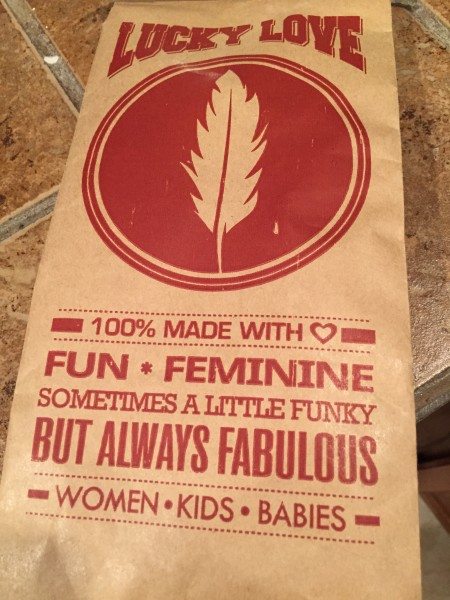 LUCKY LOVE
100% MADE WITH ♡
FUN * FEMININE
SOMETIMES A LITTLE FUNKY
BUT ALWAYS FABULOUS
WOMEN • KIDS • BABIES